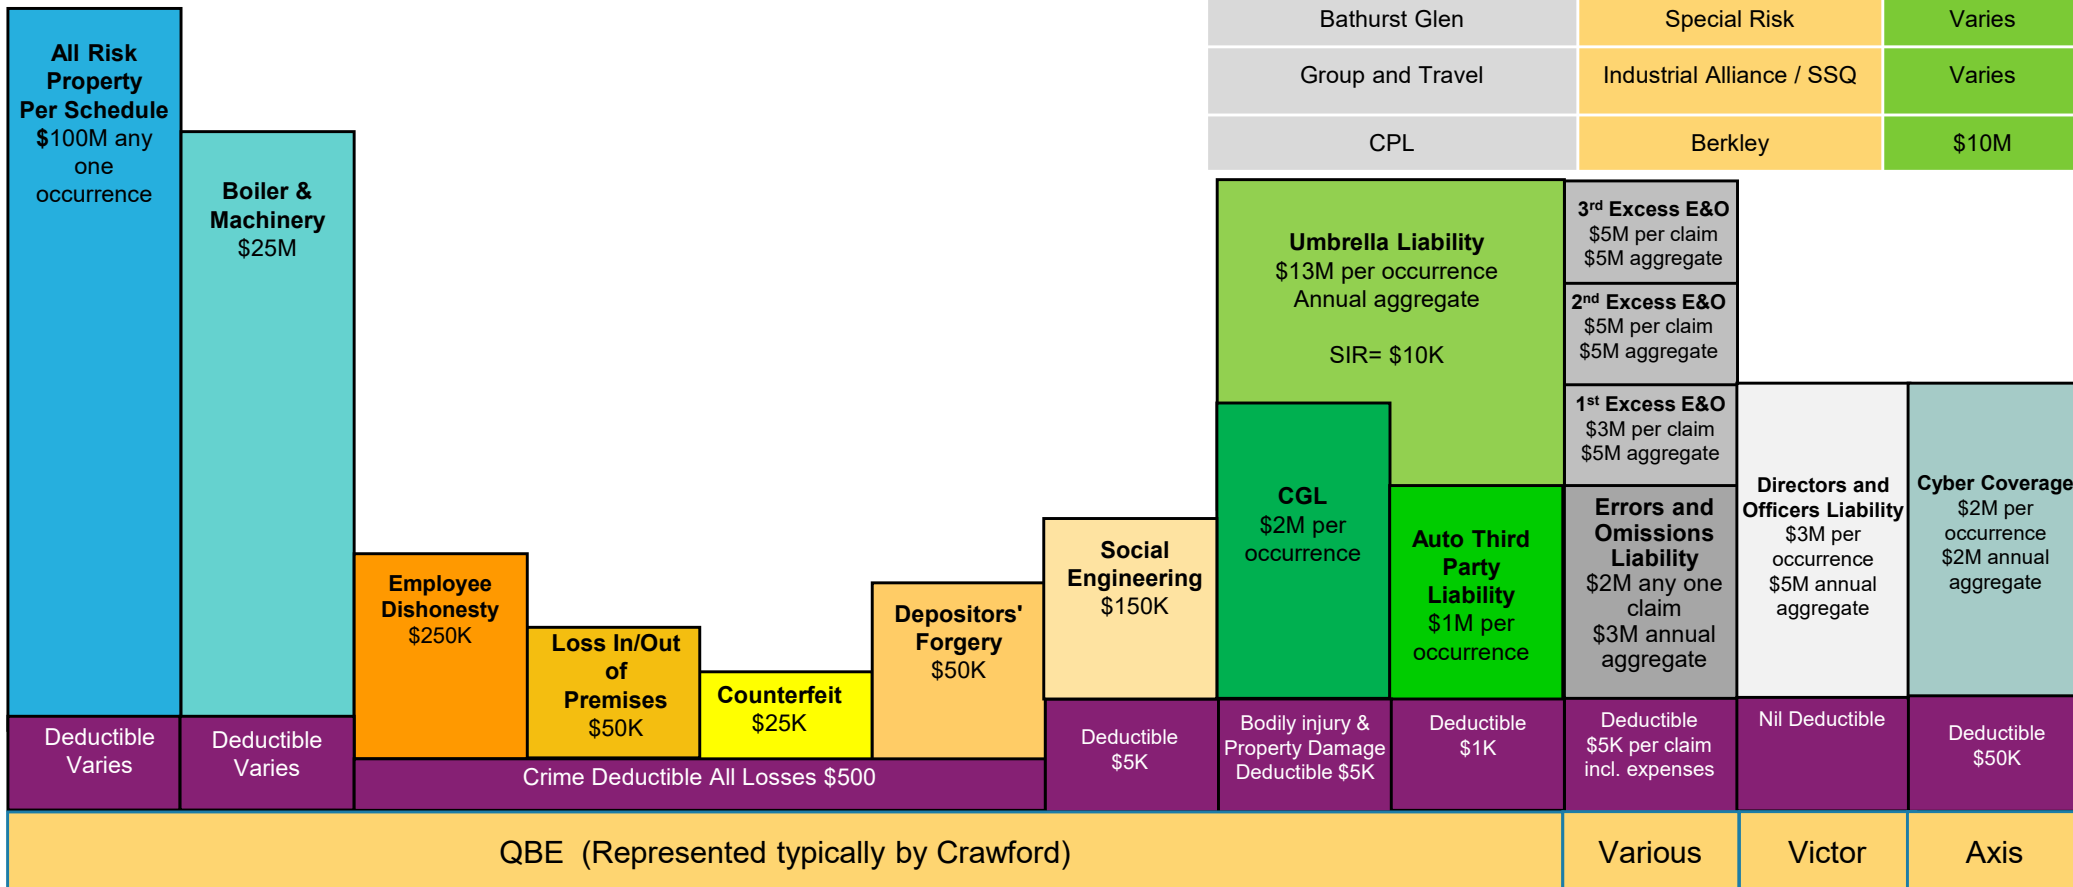 Bathurst Glen Special Risk Varies
Group and Travel Industrial Alliance / SSQ Varies
CPL Berkley $10M
All Risk
Property
Per Schedule
$100M any
one
occurrence
Boiler &
Machinery
$25M
Employee
Dishonesty
$250K
Loss In/Out
of
Premises
$50K
Counterfeit
$25K
Depositors'
Forgery
$50K
Social
Engineering
$150K
Umbrella Liability
$13M per occurrence
Annual aggregate
SIR= $10K
CGL
$2M per
occurrence
Auto Third
Party
Liability
$1M per
occurrence
3rd Excess E&O
$5M per claim
$5M aggregate
2nd Excess E&O
$5M per claim
$5M aggregate
1st Excess E&O
$3M per claim
$5M aggregate
Errors and
Omissions
Liability
$2M any one
claim
$3M annual
aggregate
Directors and
Officers Liability
$3M per
occurrence
$5M annual
aggregate
Cyber Coverage
$2M per
occurrence
$2M annual
aggregate
Deductible
Varies
Deductible
Varies
Crime Deductible All Losses $500
Deductible
$5K
Bodily injury &
Property Damage
Deductible $5K
Deductible
$1K
Deductible
$5K per claim
incl. expenses
Nil Deductible
Deductible
$50K
QBE (Represented typically by Crawford)
Various
Victor
Axis